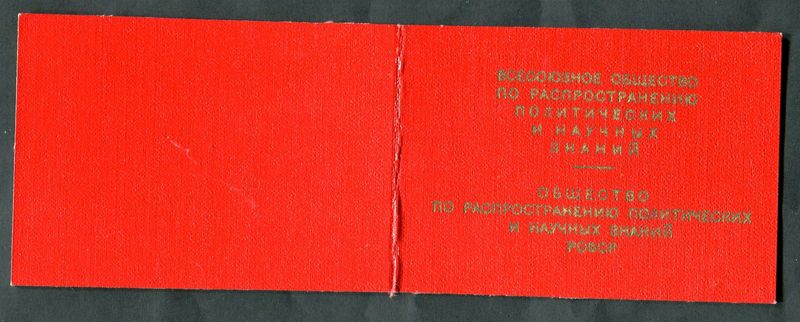 ВСЕСОЮЗНОЕ ОБЩЕСТВО
ПО РАСПРОСТРАНЕНИЮ
ПОЛИТИЧЕСКИХ
И НАУЧНЫХ
ЗНАНИЙ
ОБЩЕСТВО
ПО РАСПРОСТРАНЕНИЮ ПОЛИТИЧЕСКИХ
И НАУЧНЫХ ЗНАНИЙ
РСФСР